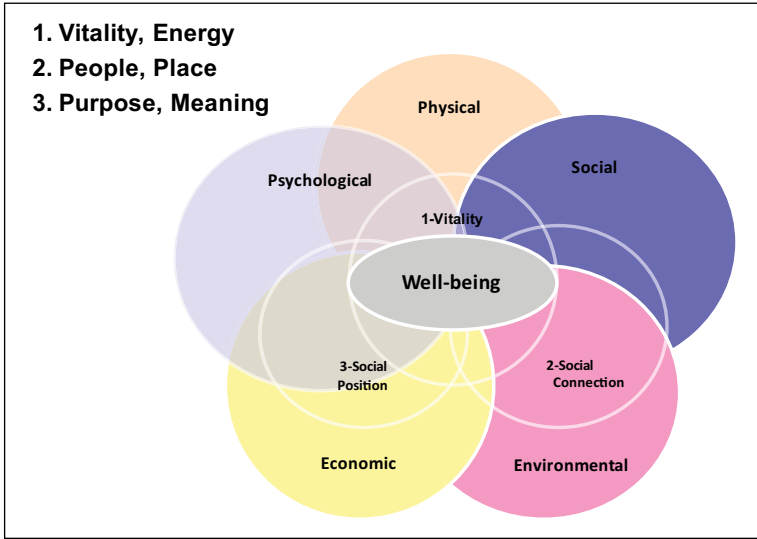 1. Vitality, Energy
2. People, Place
3. Purpose, Meaning
Physical
Social
Psychological
1-Vitality
Well-being
3-Social
Position
2-Social
Connection
Economic
Environmental